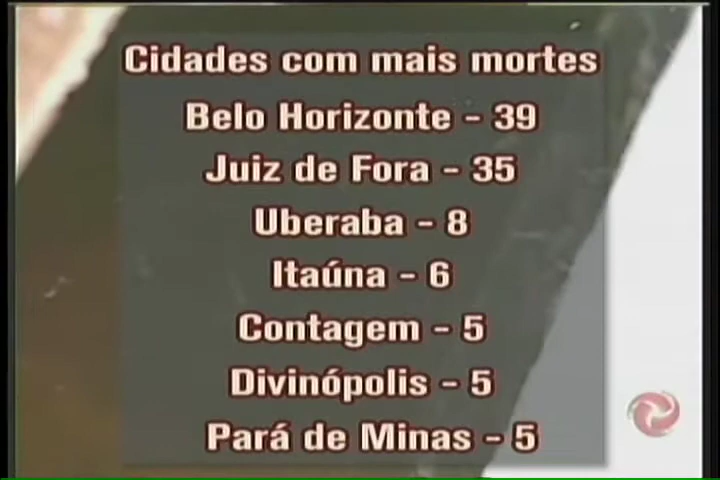 Cidades com mais mortes
Belo Horizonte - 39
Juiz de Fora - 35
Uberaba - 8
Itaúna - 6
Contagem - 5
Divinópolis - 5
Pará de Minas - 5